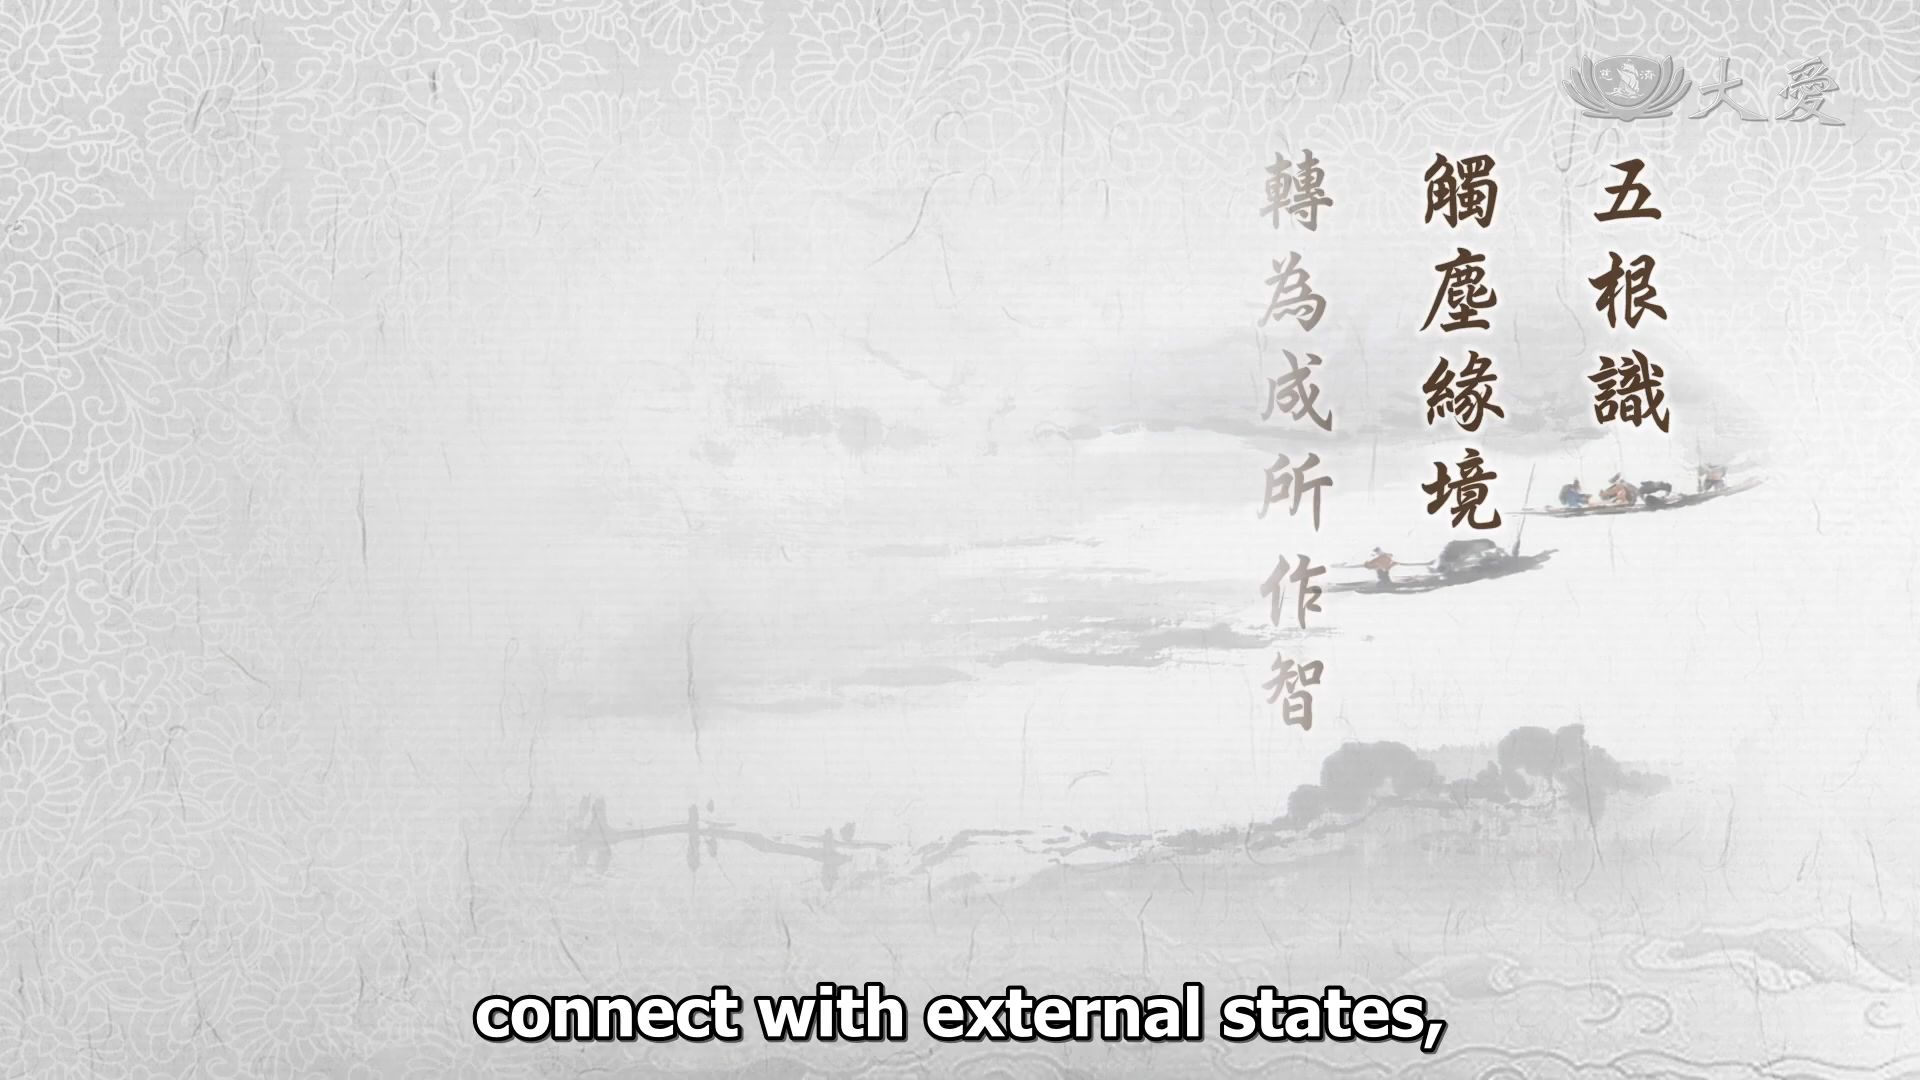 大愛
五根識
觸塵緣境
轉為成所作智
connect with external states,